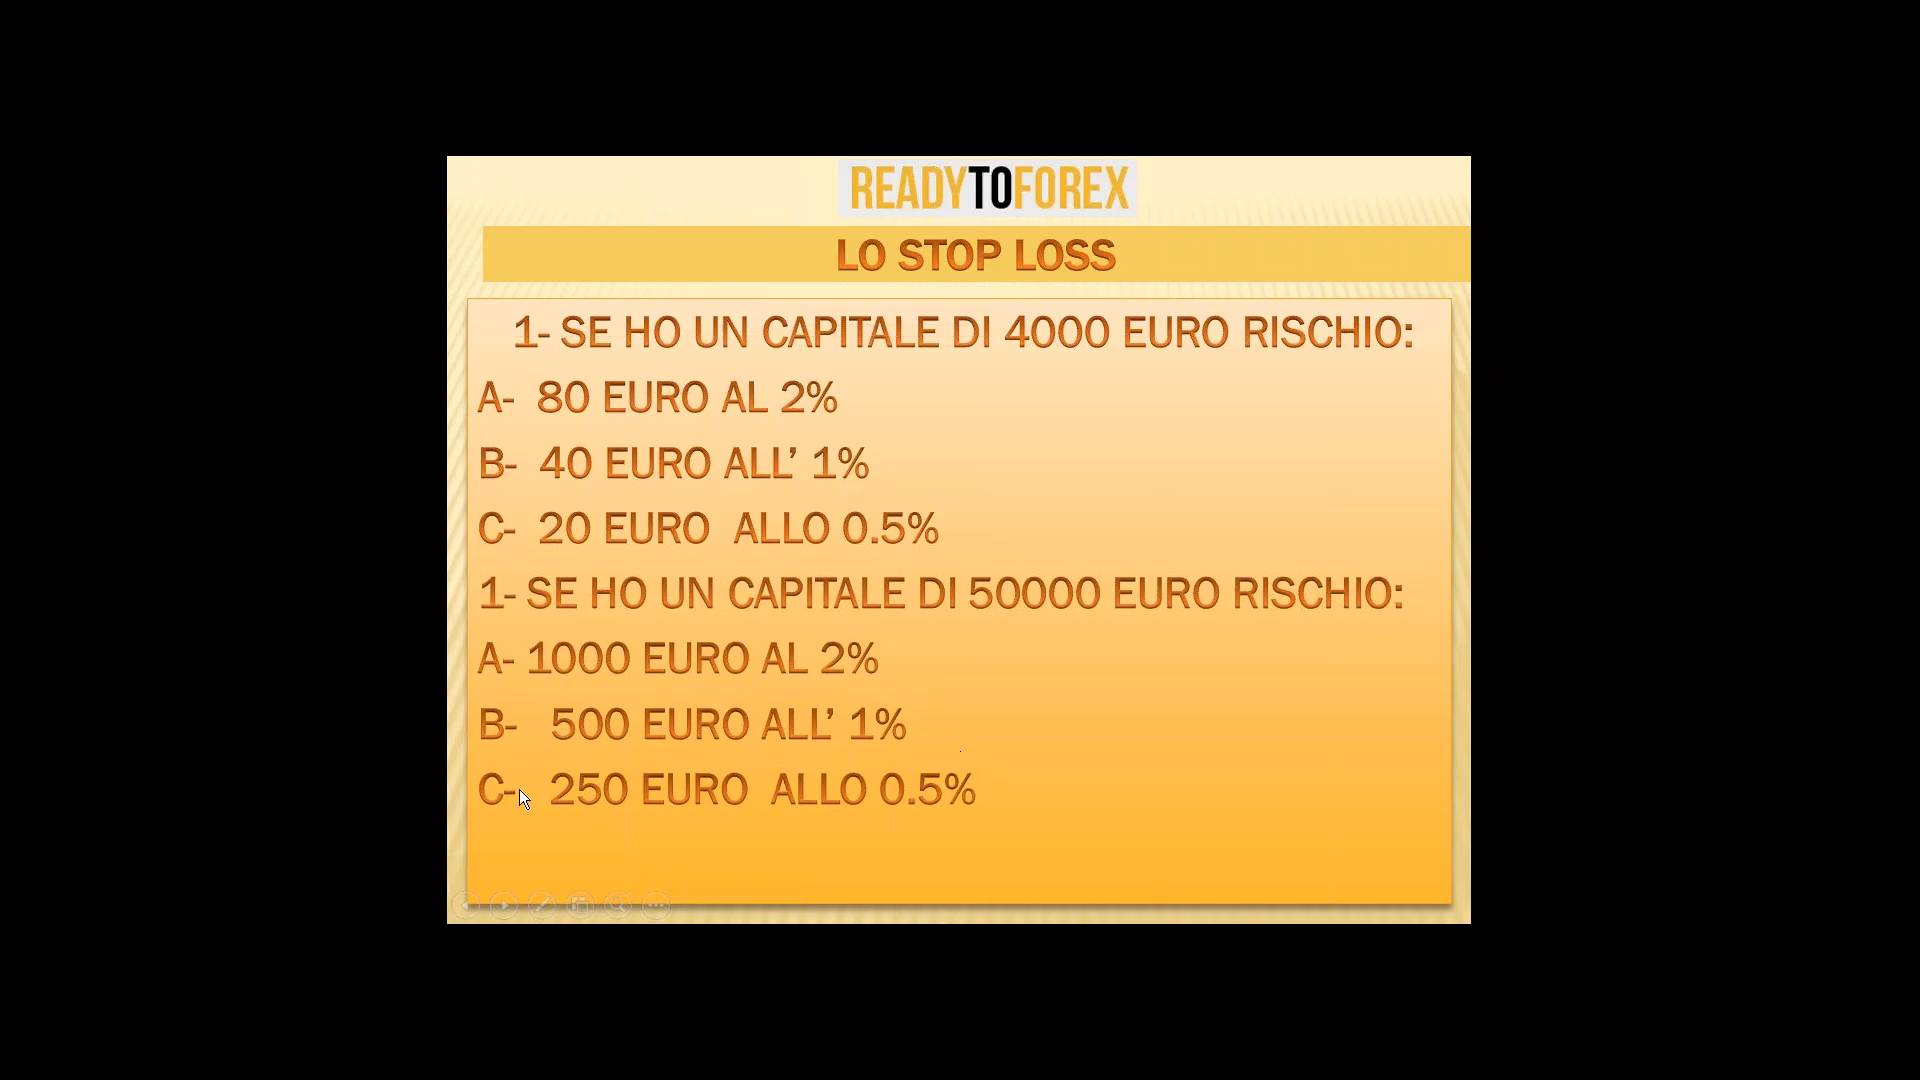 READYTOFOREX
LO STOP LOSS
1- SE HO UN CAPITALE DI 4000 EURO RISCHIO:
A- 80 EURO AL 2%
B- 40 EURO ALL’ 1%
C- 20 EURO ALLO 0.5%
1- SE HO UN CAPITALE DI 50000 EURO RISCHIO:
A- 1000 EURO AL 2%
B- 500 EURO ALL’ 1%
C- 250 EURO ALLO 0.5%